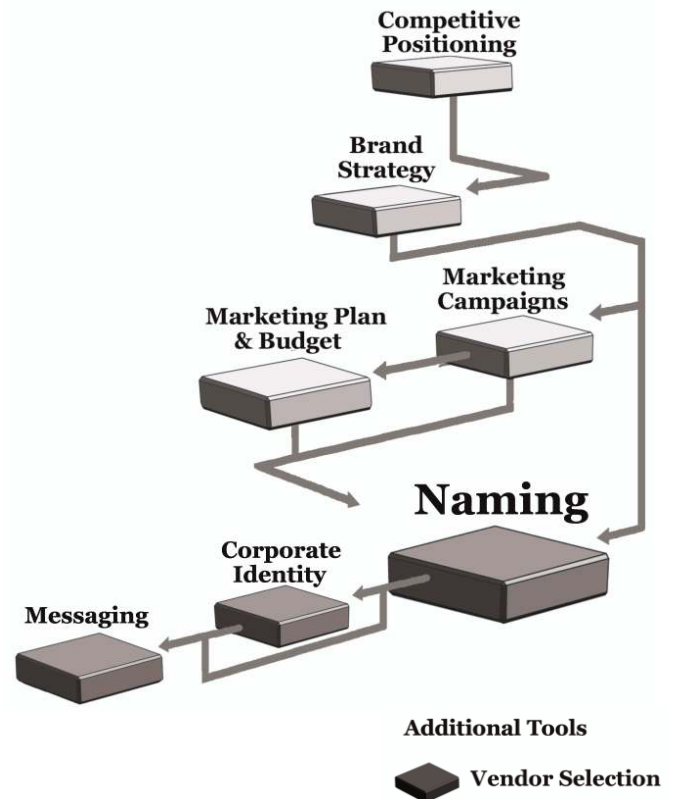 Competitive
Positioning
Brand
Strategy
Marketing
Campaigns
Marketing Plan
& Budget
Naming
Corporate
Identity
Messaging
Additional Tools
Vendor Selection